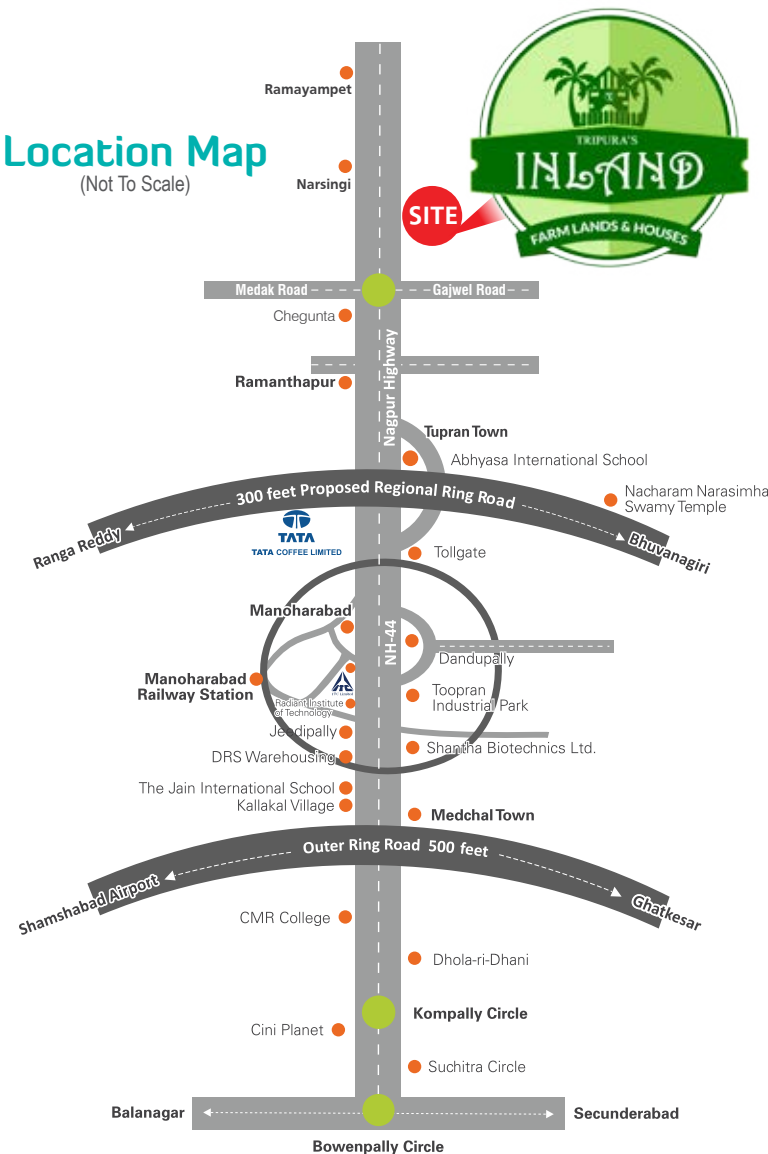 Ramayampet
Location Map
(Not To Scale)
Narsingi
SITE
TRIPURA'S
INLAND
FARM LANDS & HOUSES
Medak Road
Gajwel Road
Chegunta
Nagpur Highway
Ramanthapur
Tupran Town
Abhyasa International School
Nacharam Narasimha
Swamy Temple
300 feet Proposed Regional Ring Road
Ranga Reddy
Bhuvanagiri
TATA
TATA COFFEE LIMITED
Tollgate
Manoharabad
NH-44
Dandupally
Manoharabad
Railway Station
ITC Limited
Toopran
Industrial Park
Radiant Institute
of Technology
Jeedipally
Shantha Biotechnics Ltd.
DRS Warehousing
The Jain International School
Kallakal Village
Medchal Town
Outer Ring Road 500 feet
Shamshabad Airport
Ghatkesar
CMR College
Dhola-ri-Dhani
Kompally Circle
Cini Planet
Suchitra Circle
Balanagar
Secunderabad
Bowenpally Circle